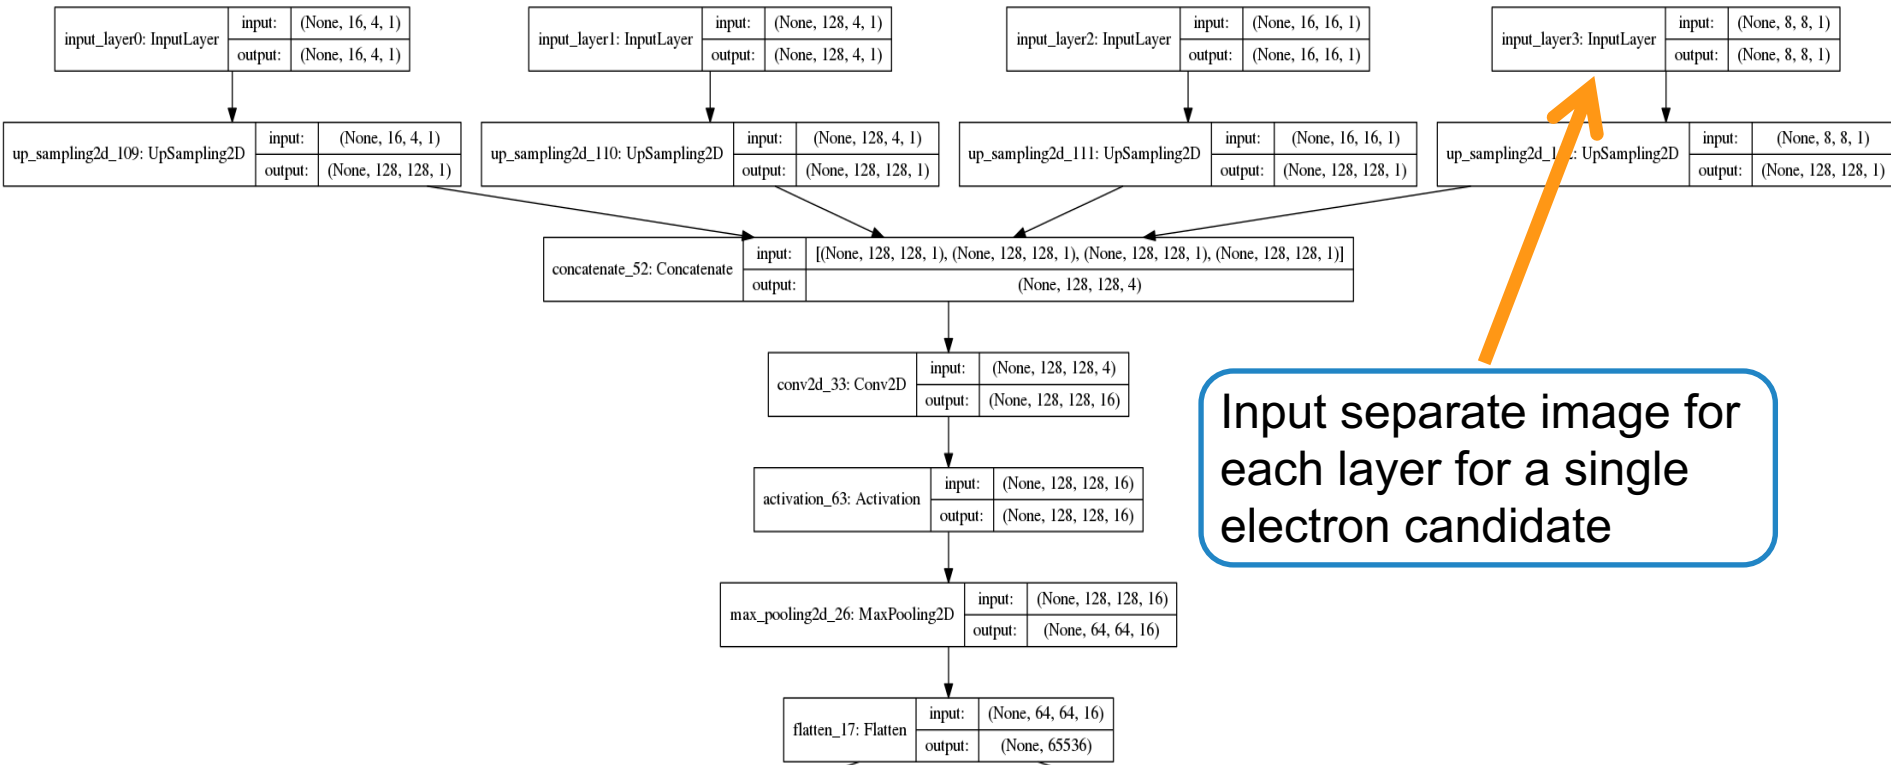 input_layer0: InputLayer
input: (None, 16, 4, 1)
output: (None, 16, 4, 1)
input_layer1: InputLayer
input: (None, 128, 4, 1)
output: (None, 128, 4, 1)
input_layer2: InputLayer
input: (None, 16, 16, 1)
output: (None, 16, 16, 1)
input_layer3: InputLayer
input: (None, 8, 8, 1)
output: (None, 8, 8, 1)
up_sampling2d_109: UpSampling2D
input: (None, 16, 4, 1)
output: (None, 128, 128, 1)
up_sampling2d_110: UpSampling2D
input: (None, 128, 4, 1)
output: (None, 128, 128, 1)
up_sampling2d_111: UpSampling2D
input: (None, 16, 16, 1)
output: (None, 128, 128, 1)
UpSampling2D
input: (None, 8, 8, 1)
output: (None, 128, 128, 1)
concatenate_52: Concatenate
input: [(None, 128, 128, 1), (None, 128, 128, 1), (None, 128, 128, 1), (None, 128, 128, 1)]
output: (None, 128, 128, 4)
conv2d_33: Conv2D
input: (None, 128, 128, 4)
output: (None, 128, 128, 16)
activation_63: Activation
input: (None, 128, 128, 16)
output: (None, 128, 128, 16)
Input separate image for
each layer for a single
electron candidate
max_pooling2d_26: MaxPooling2D
input: (None, 128, 128, 16)
output: (None, 64, 64, 16)
flatten_17: Flatten
input: (None, 64, 64, 16)
output: (None, 65536)